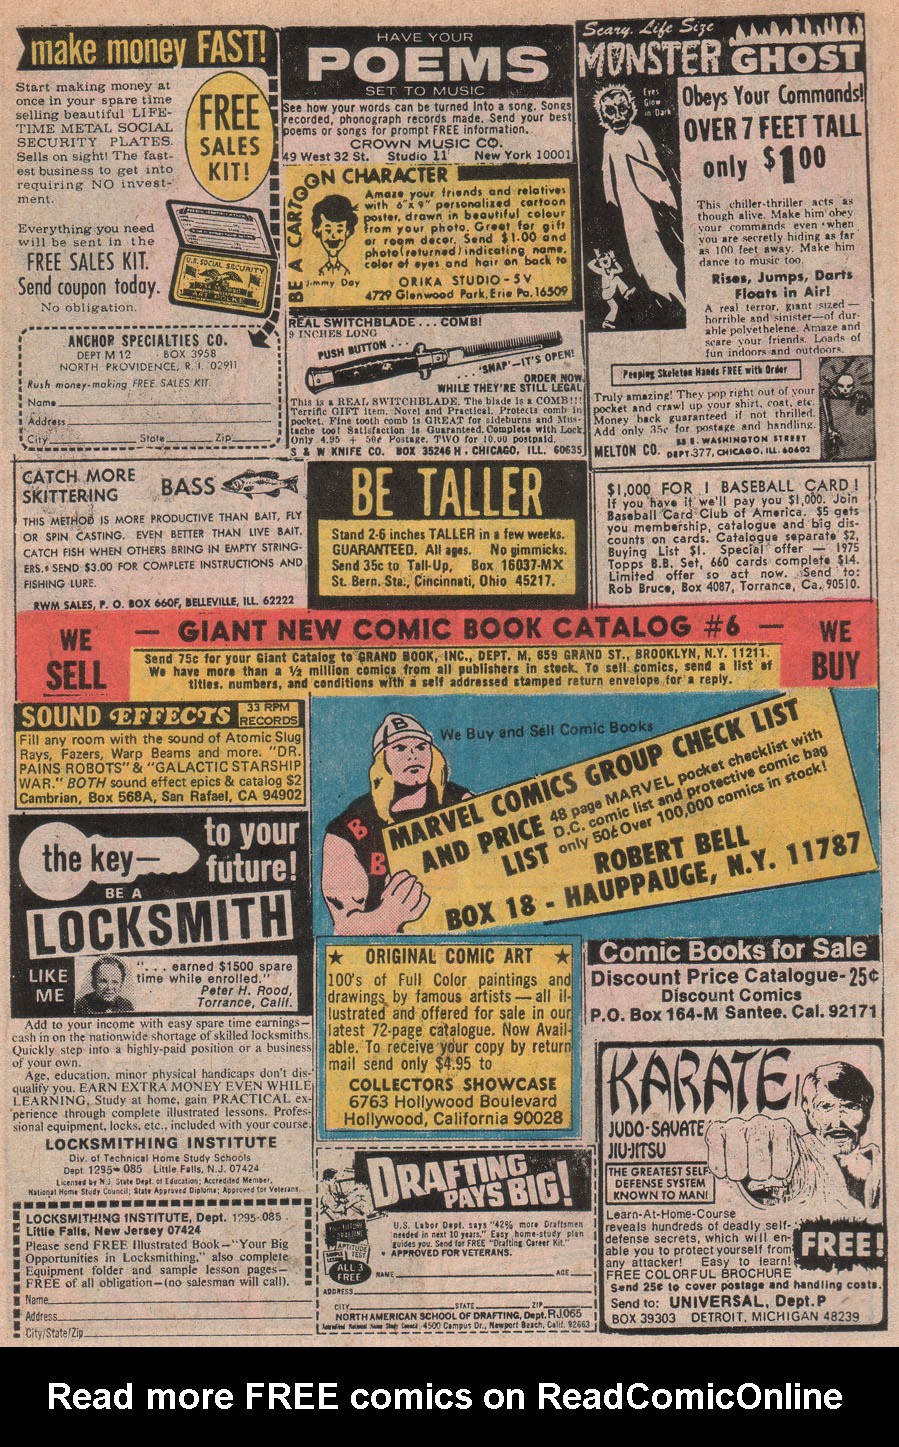 make money FAST!
Start making money at
once in your spare time
selling beautiful LIFE-
TIME METAL SOCIAL
SECURITY PLATES.
Sells on sight! The fast-
est business to get into
requiring NO invest-
ment.
FREE
SALES
KIT!
Everything you need
will be sent in the
FREE SALES KIT.
Send coupon today.
No obligation.
U.S. SOCIAL SECURITY
ANCHOR SPECIALTIES CO.
DEPT M 12 · BOX 3958
NORTH PROVIDENCE, R. I. 02911
Rush money-making FREE SALES KIT.
Name
Address
City State Zip
HAVE YOUR
POEMS
SET TO MUSIC
See how your words can be turned into a song. Songs
recorded, phonograph records made. Send your best
poems or songs for prompt FREE information.
CROWN MUSIC CO.
49 West 32 St. Studio 11 New York 10001
BE A CARTOON CHARACTER
Amaze your friends and relatives
with 6"x 9" personalized cartoon
poster, drawn in beautiful colour
from your photo. Great for gift
or room decor. Send $1.00 and
photo (returned) indicating name,
color of eyes and hair on back to
Jimmy Day
ORIKA STUDIO - 5V
4729 Glenwood Park, Erie Pa. 16509
REAL SWITCHBLADE . . . COMB!
9 INCHES LONG
PUSH BUTTON . . .
. . . 'SNAP'—IT'S OPEN!
ORDER NOW
WHILE THEY'RE STILL LEGAL
This is a REAL SWITCHBLADE. The blade is a COMB!!!
Terrific GIFT item. Novel and Practical. Protects comb in
pocket. Fine tooth comb is GREAT for sideburns and Mus-
tache too! Satisfaction is Guaranteed. Complete with Lock
Only 4.95 + 50¢ Postage. TWO for 10.00 postpaid.
S & W KNIFE CO. BOX 35246 H, CHICAGO, ILL. 60635
Scary, Life Size
MONSTER GHOST
Eyes
Glow
in Dark
Obeys Your Commands!
OVER 7 FEET TALL
only $1.00
This chiller-thriller acts as
though alive. Make him obey
your commands even when
you are secretly hiding as far
as 100 feet away. Make him
dance to music too.
Rises, Jumps, Darts
Floats in Air!
A real terror, giant sized—
horrible and sinister—of dur-
able polyethelene. Amaze and
scare your friends. Loads of
fun indoors and outdoors.
Peeping Skeleton Hands FREE with Order
Truly amazing! They pop right out of your
pocket and crawl up your shirt, coat, etc.
Money back guaranteed if not thrilled.
Add only 35c for postage and handling.
MELTON CO. 53 E. WASHINGTON STREET
DEPT. 377, CHICAGO, ILL. 60602
CATCH MORE
SKITTERING BASS
THIS METHOD IS MORE PRODUCTIVE THAN BAIT, FLY
OR SPIN CASTING. EVEN BETTER THAN LIVE BAIT.
CATCH FISH WHEN OTHERS BRING IN EMPTY STRING-
ERS. SEND $3.00 FOR COMPLETE INSTRUCTIONS AND
FISHING LURE.
RWM SALES, P. O. BOX 660F, BELLEVILLE, ILL. 62222
BE TALLER
Stand 2-6 inches TALLER in a few weeks.
GUARANTEED. All ages. No gimmicks.
Send 35c to Tall-Up, Box 16037-MX
St. Bern. Sta., Cincinnati, Ohio 45217.
$1,000 FOR 1 BASEBALL CARD!
If you have it we'll pay you $1,000. Join
Baseball Card Club of America. $5 gets
you membership, catalogue and big dis-
counts on cards. Catalogue separate $2,
Buying List $1. Special offer — 1975
Topps B.B. Set, 660 cards complete $14.
Limited offer so act now. Send to:
Rob Bruce, Box 4087, Torrance, Ca. 90510.
WE
SELL
— GIANT NEW COMIC BOOK CATALOG #6 —
Send 75c for your Giant Catalog to GRAND BOOK, INC., DEPT. M, 659 GRAND ST., BROOKLYN, N.Y. 11211.
We have more than a ½ million comics from all publishers in stock. To sell comics, send a list of
titles. numbers, and conditions with a self addressed stamped return envelope for a reply.
WE
BUY
SOUND EFFECTS 33 RPM
RECORDS
Fill any room with the sound of Atomic Slug
Rays, Fazers, Warp Beams and more. "DR.
PAINS ROBOTS" & "GALACTIC STARSHIP
WAR." BOTH sound effect epics & catalog $2
Cambrian, Box 568A, San Rafael, CA 94902
B
B
B
We Buy and Sell Comic Books
MARVEL COMICS GROUP CHECK LIST
AND PRICE
LIST
48 page MARVEL pocket checklist with
D.C. comic list and protective comic bag
only 50¢ Over 100,000 comics in stock!
ROBERT BELL
BOX 18 - HAUPPAUGE, N.Y. 11787
the key—
to your
future!
BE A
LOCKSMITH
LIKE
ME
". . . earned $1500 spare
time while enrolled."
Peter H. Rood,
Torrance, Calif.
Add to your income with easy spare time earnings—
cash in on the nationwide shortage of skilled locksmiths.
Quickly step into a highly-paid position or a business
of your own.
Age, education, minor physical handicaps don't dis-
qualify you. EARN EXTRA MONEY EVEN WHILE
LEARNING. Study at home, gain PRACTICAL ex-
perience through complete illustrated lessons. Profes-
sional equipment, locks, etc., included with your course.
LOCKSMITHING INSTITUTE
Div. of Technical Home Study Schools
Dept 1295-085 Little Falls, N.J. 07424
Licensed by N.J. State Dept. of Education; Accredited Member,
National Home Study Council; State Approved Diploma; Approved for Veterans.
LOCKSMITHING INSTITUTE, Dept. 1295-085
Little Falls, New Jersey 07424
Please send FREE Illustrated Book—"Your Big
Opportunities in Locksmithing," also complete
Equipment folder and sample lesson pages—
FREE of all obligation—(no salesman will call).
Name
Address
City/State/Zip
★ ORIGINAL COMIC ART ★
100's of Full Color paintings and
drawings by famous artists — all il-
lustrated and offered for sale in our
latest 72-page catalogue. Now Avail-
able. To receive your copy by return
mail send only $4.95 to
COLLECTORS SHOWCASE
6763 Hollywood Boulevard
Hollywood, California 90028
Comic Books for Sale
Discount Price Catalogue-25¢
Discount Comics
P.O. Box 164-M Santee, Cal. 92171
DRAFTING
PAYS BIG!
APTITUDE
TEST
ALL 3
FREE
U.S. Labor Dept. says "42% more Draftsmen
needed in next 10 years." Easy home-study plan
guides you. Send for FREE "Drafting Career Kit."
• APPROVED FOR VETERANS.
NAME AGE
ADDRESS
CITY STATE ZIP
NORTH AMERICAN SCHOOL OF DRAFTING, Dept. RJ065
Accredited National Home Study Council 4500 Campus Dr., Newport Beach, Calif. 92663
KARATE
JUDO-SAVATE
JIU-JITSU
THE GREATEST SELF
DEFENSE SYSTEM
KNOWN TO MAN!
Learn-At-Home-Course
reveals hundreds of deadly self-
defense secrets, which will en-
able you to protect yourself from
any attacker! Easy to learn!
FREE COLORFUL BROCHURE
FREE!
Send 25¢ to cover postage and handling costs.
Send to: UNIVERSAL, Dept. P
BOX 39303 DETROIT, MICHIGAN 48239
Read more FREE comics on ReadComicOnline